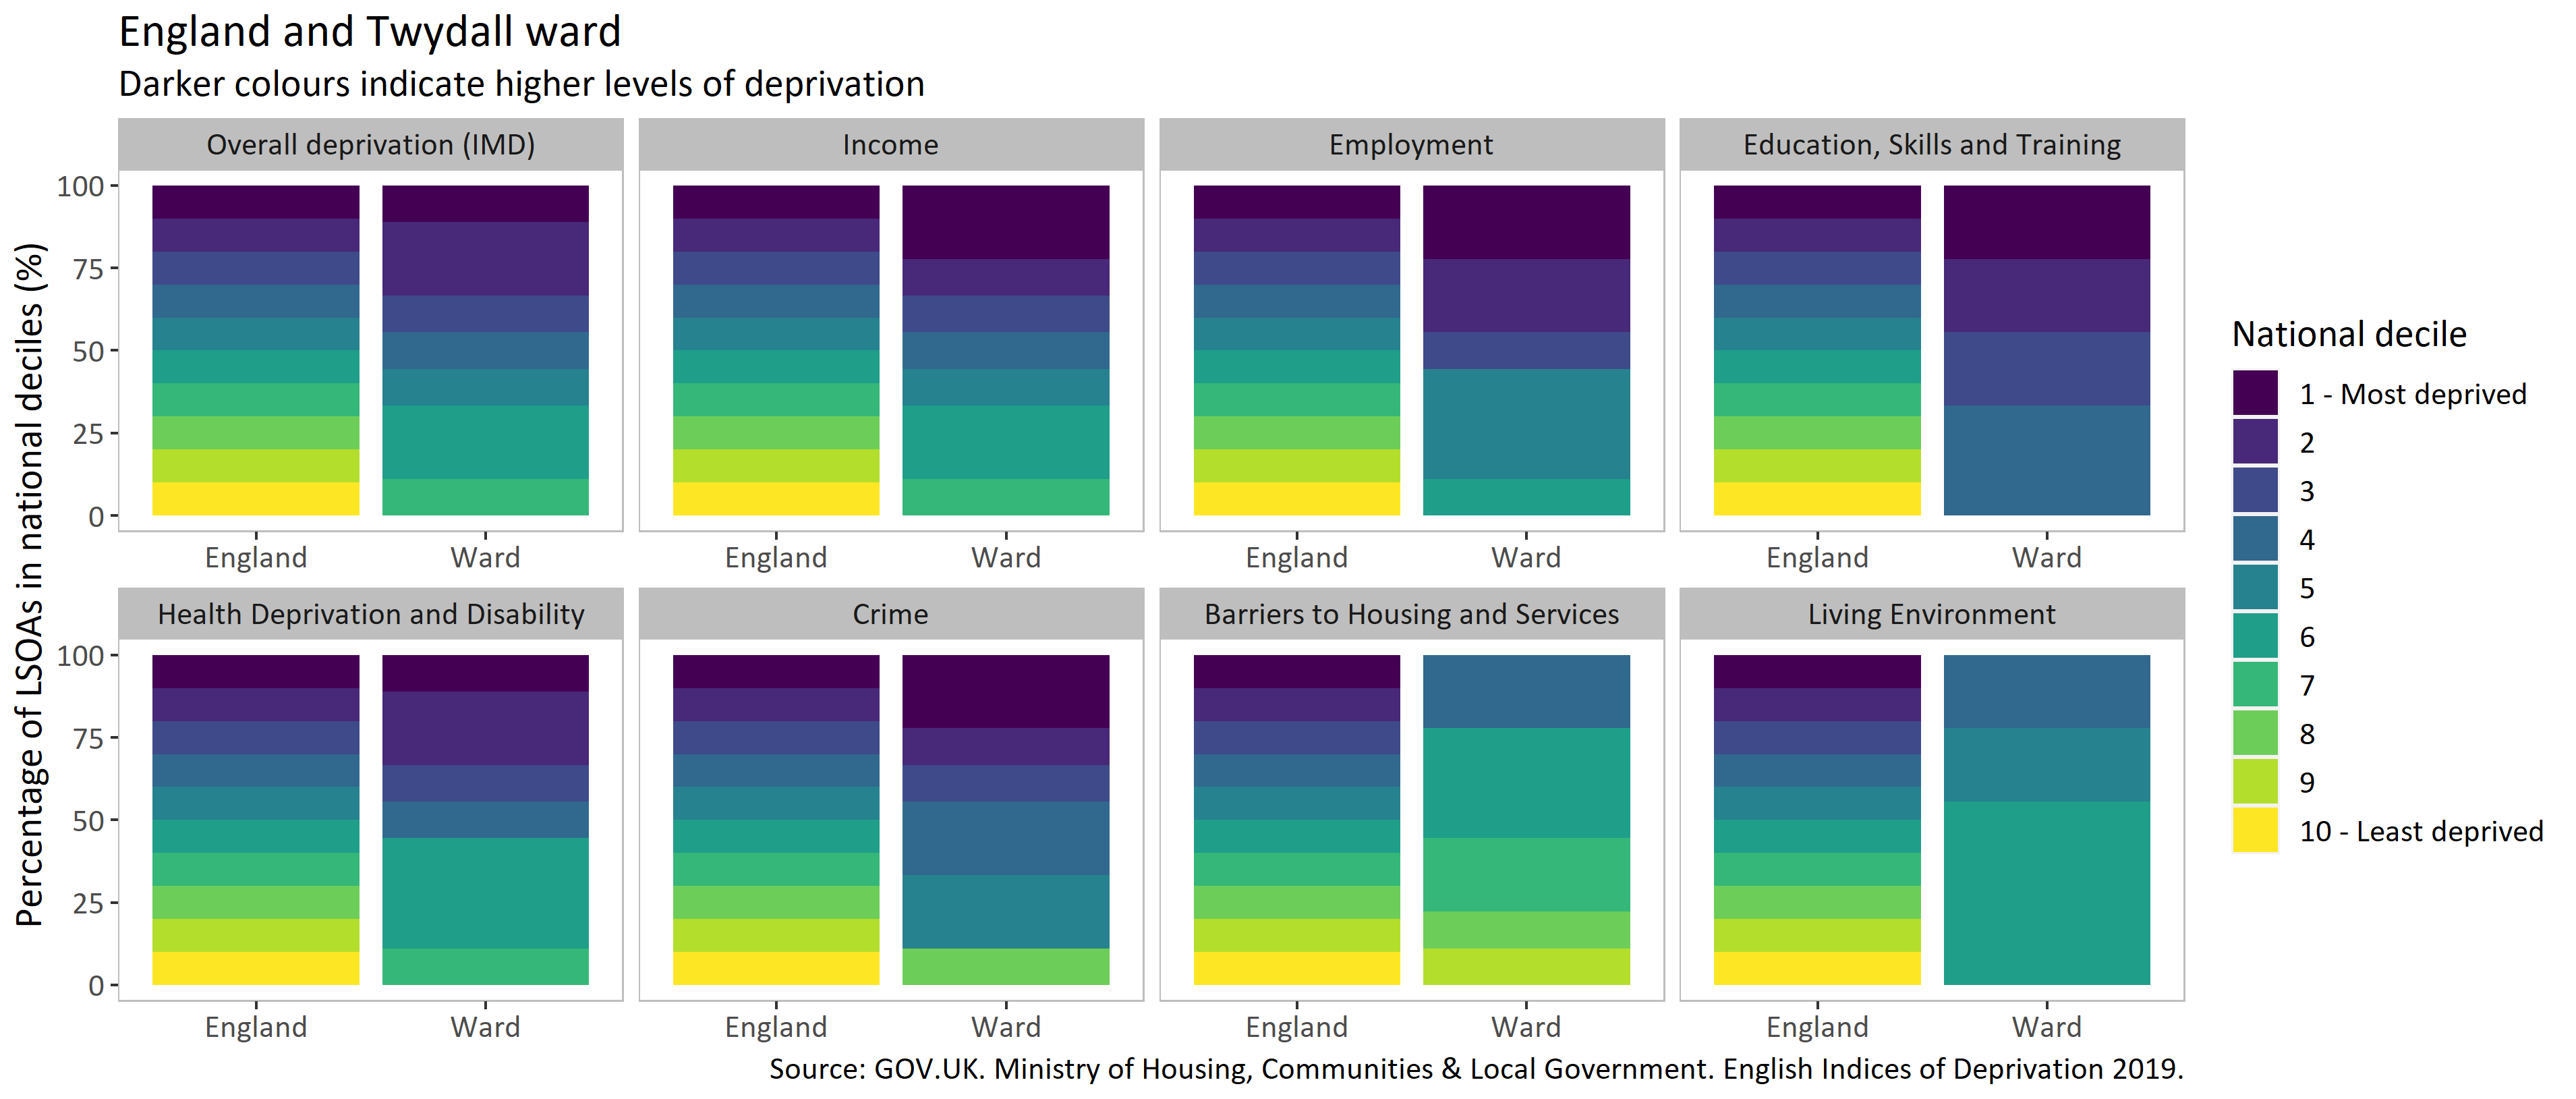 England and Twydall ward
Darker colours indicate higher levels of deprivation
Percentage of LSOAs in national deciles (%)
Overall deprivation (IMD)
Income
Employment
Education, Skills and Training
100
75
50
25
0
England
Ward
England
Ward
England
Ward
England
Ward
Health Deprivation and Disability
Crime
Barriers to Housing and Services
Living Environment
100
75
50
25
0
England
Ward
England
Ward
England
Ward
England
Ward
National decile
1 - Most deprived
2
3
4
5
6
7
8
9
10 - Least deprived
Source: GOV.UK. Ministry of Housing, Communities & Local Government. English Indices of Deprivation 2019.